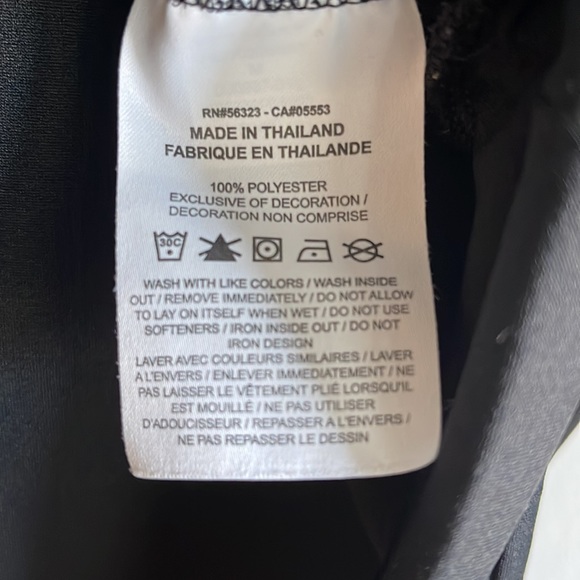 RN#56323 - CA#05553
MADE IN THAILAND
FABRIQUE EN THAILANDE
100% POLYESTER
EXCLUSIVE OF DECORATION /
DECORATION NON COMPRISE
30C
WASH WITH LIKE COLORS / WASH INSIDE
OUT / REMOVE IMMEDIATELY / DO NOT ALLOW
TO LAY ON ITSELF WHEN WET / DO NOT USE
SOFTENERS / IRON INSIDE OUT / DO NOT
IRON DESIGN
LAVER AVEC COULEURS SIMILAIRES / LAVER
A L'ENVERS / ENLEVER IMMEDIATEMENT / NE
PAS LAISSER LE VÊTEMENT PLIÉ LORSQU'IL
EST MOUILLÉ / NE PAS UTILISER
D'ADOUCISSEUR / REPASSER A L'ENVERS /
NE PAS REPASSER LE DESSIN